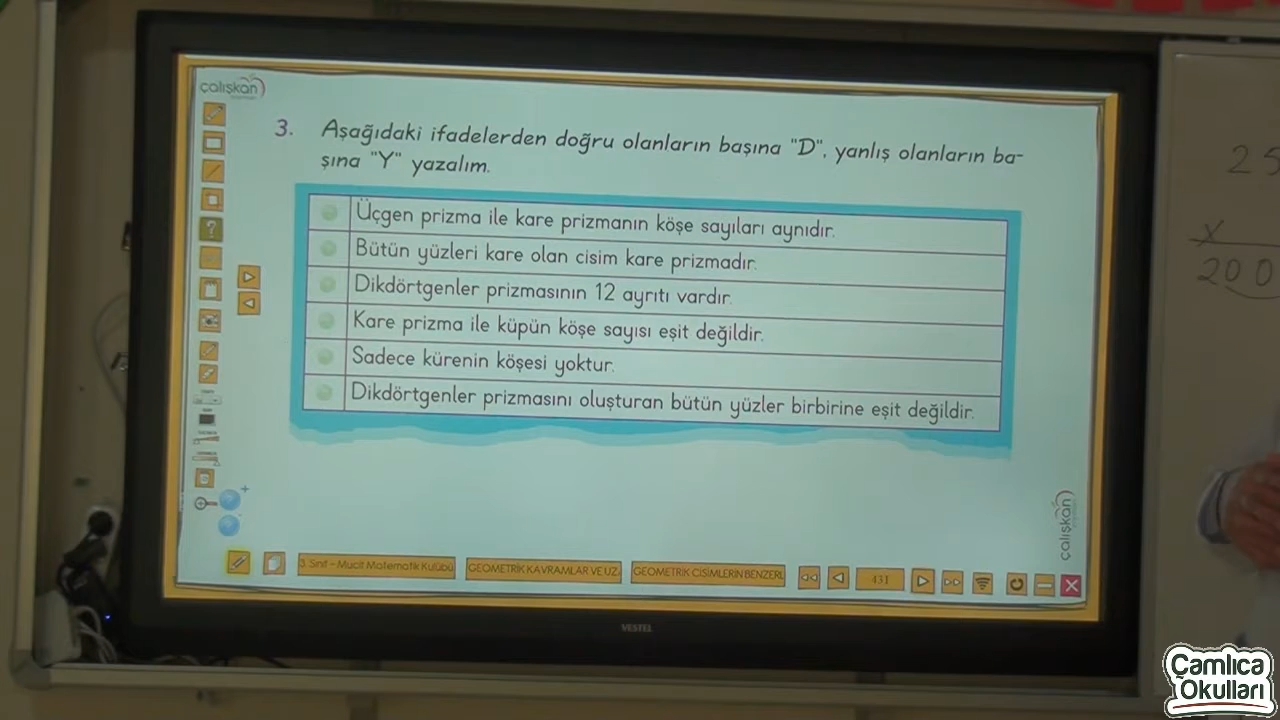 çalışkan
3. Aşağıdaki ifadelerden doğru olanların başına "D", yanlış olanların ba-
şına "Y" yazalım.
Üçgen prizma ile kare prizmanın köşe sayıları aynıdır.
Bütün yüzleri kare olan cisim kare prizmadır.
Dikdörtgenler prizmasının 12 ayrıtı vardır.
Kare prizma ile küpün köşe sayısı eşit değildir.
Sadece kürenin köşesi yoktur.
Dikdörtgenler prizmasını oluşturan bütün yüzler birbirine eşit değildir.
çalışkan
3. Sınıf - Mucit Matematik Kulübü
GEOMETRİK KAVRAMLAR VE UZ
GEOMETRİK CİSİMLERİN BENZERL
431
VESTEL
25
x
200
Çamlıca
Okulları